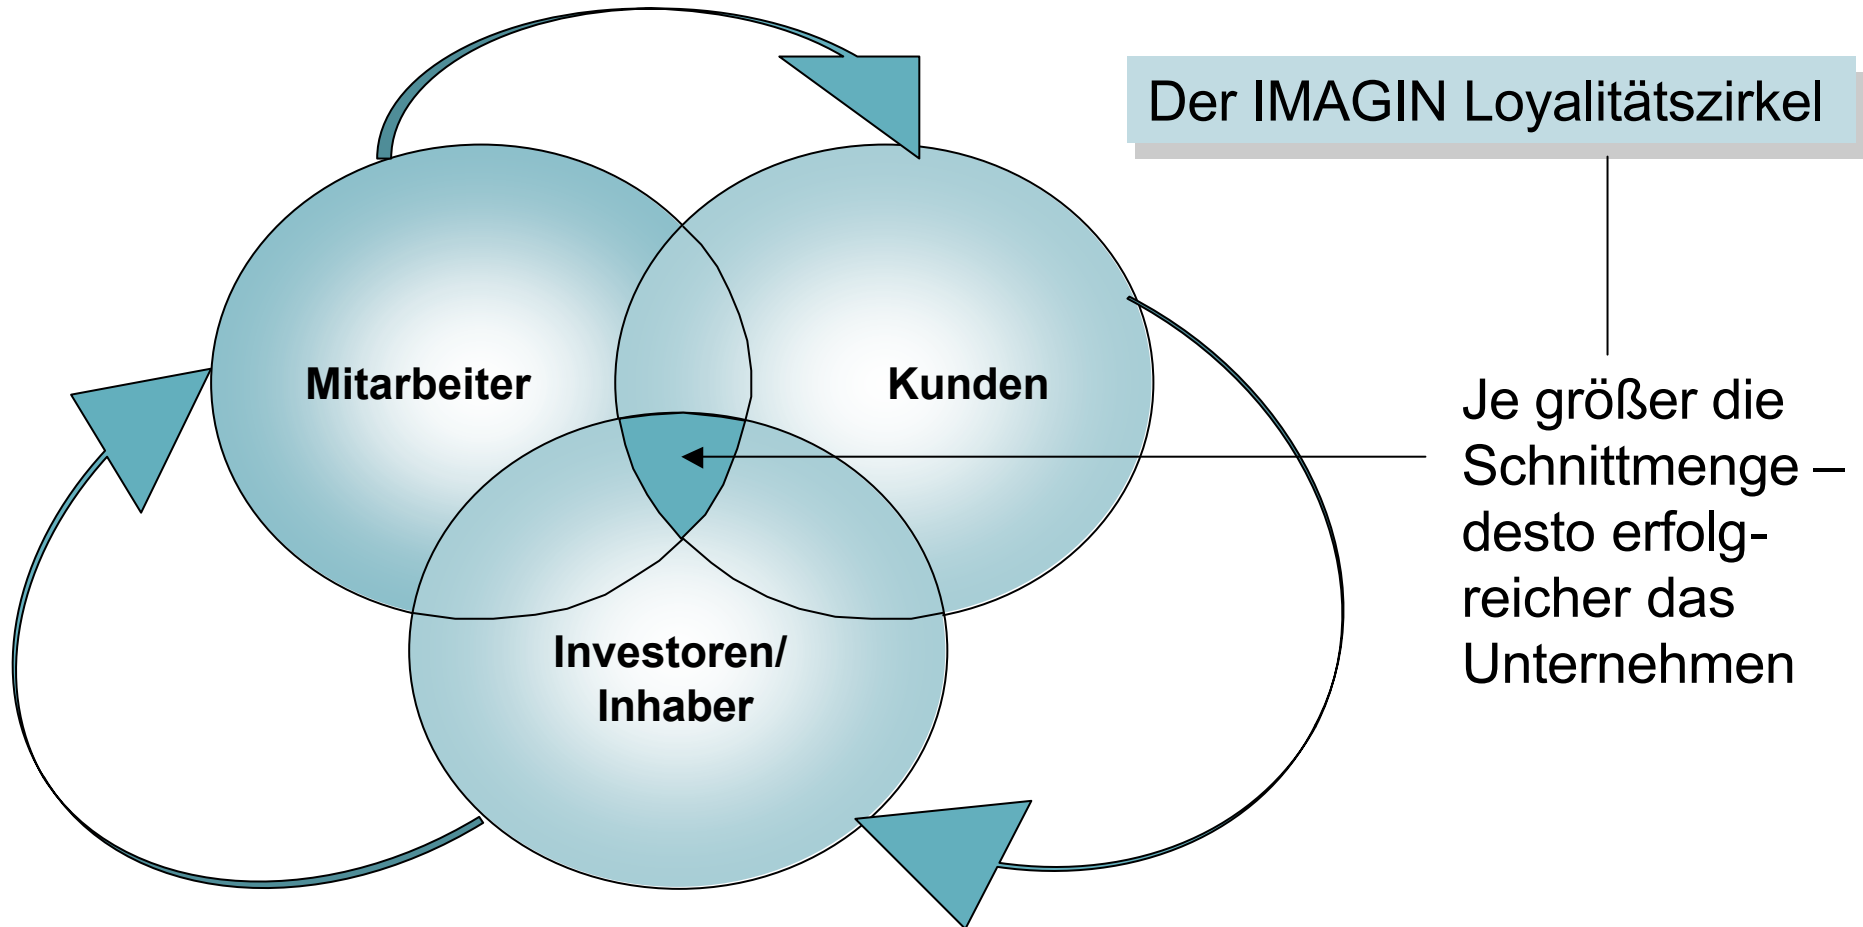 Der IMAGIN Loyalitätszirkel
Mitarbeiter
Kunden
Investoren/
Inhaber
Je größer die
Schnittmenge –
desto erfolg-
reicher das
Unternehmen